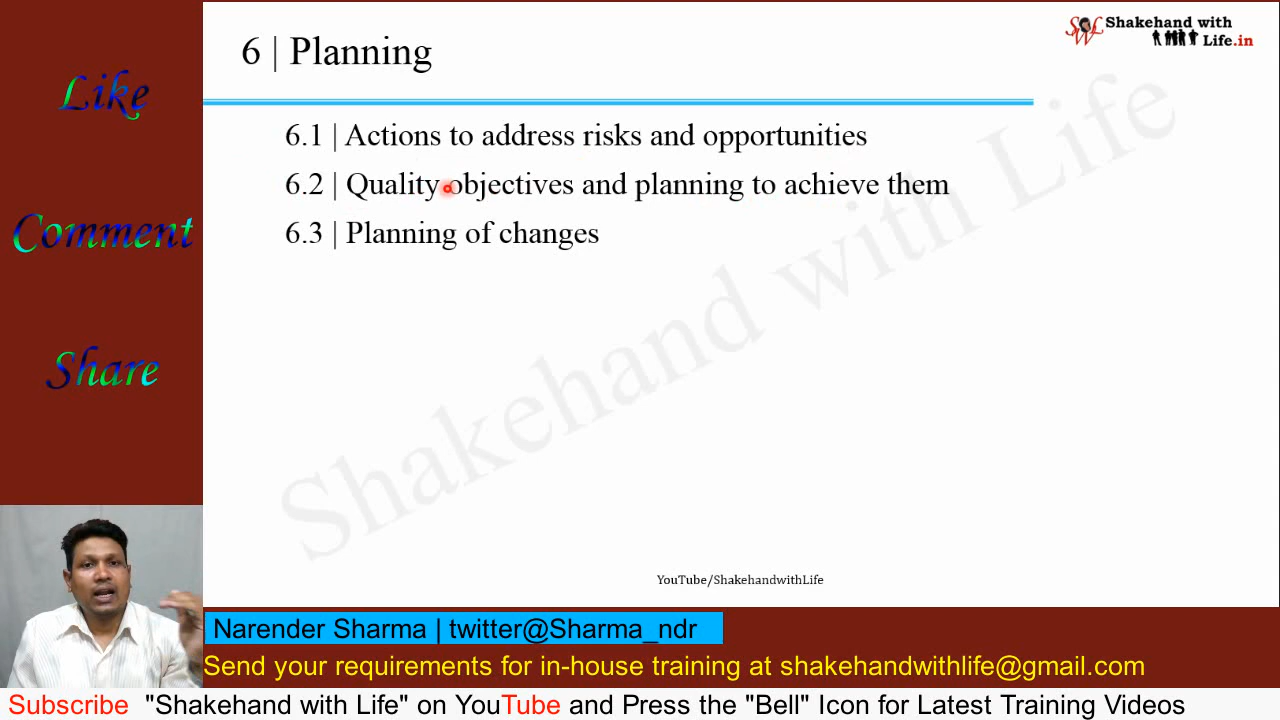 6 | Planning
Shakehand with
Life.in
6.1 | Actions to address risks and opportunities
6.2 | Quality objectives and planning to achieve them
6.3 | Planning of changes
Like
Comment
Share
Shakehand with Life
YouTube/ShakehandwithLife
Narender Sharma | twitter@Sharma_ndr
Send your requirements for in-house training at shakehandwithlife@gmail.com
Subscribe "Shakehand with Life" on YouTube and Press the "Bell" Icon for Latest Training Videos